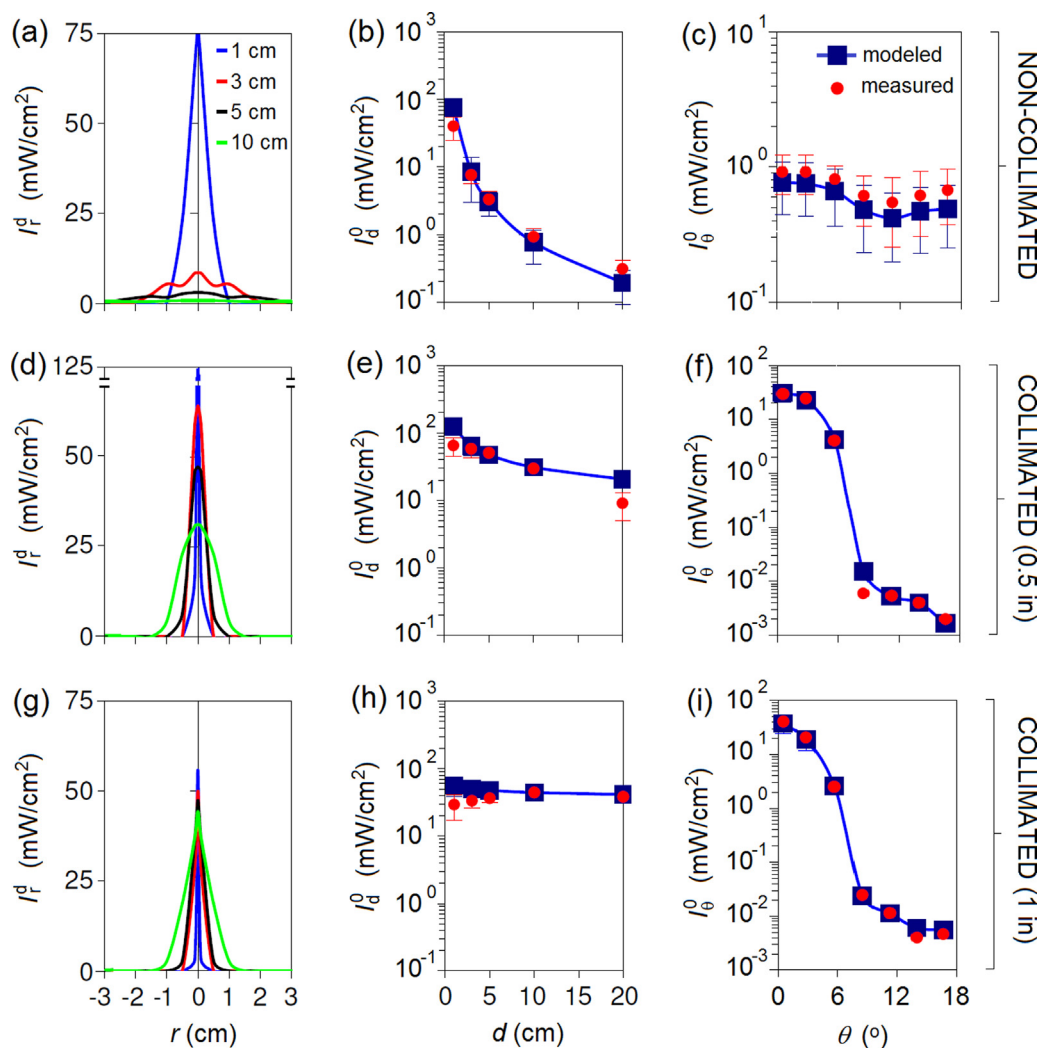 (a)
75
50
25
0
I_r^d (mW/cm²)
1 cm
3 cm
5 cm
10 cm
(b)
10³
10²
10¹
10⁰
10⁻¹
I_d^0 (mW/cm²)
(c)
10¹
10⁰
10⁻¹
I_θ^0 (mW/cm²)
modeled
measured
NON-COLLIMATED
(d)
125
50
25
0
I_r^d (mW/cm²)
(e)
10³
10²
10¹
10⁰
10⁻¹
I_d^0 (mW/cm²)
(f)
10²
10¹
10⁰
10⁻¹
10⁻²
10⁻³
I_θ^0 (mW/cm²)
COLLIMATED (0.5 in)
(g)
75
50
25
0
I_r^d (mW/cm²)
-3 -2 -1 0 1 2 3
r (cm)
(h)
10³
10²
10¹
10⁰
10⁻¹
I_d^0 (mW/cm²)
0 5 10 15 20
d (cm)
(i)
10²
10¹
10⁰
10⁻¹
10⁻²
10⁻³
I_θ^0 (mW/cm²)
0 6 12 18
θ (º)
COLLIMATED (1 in)